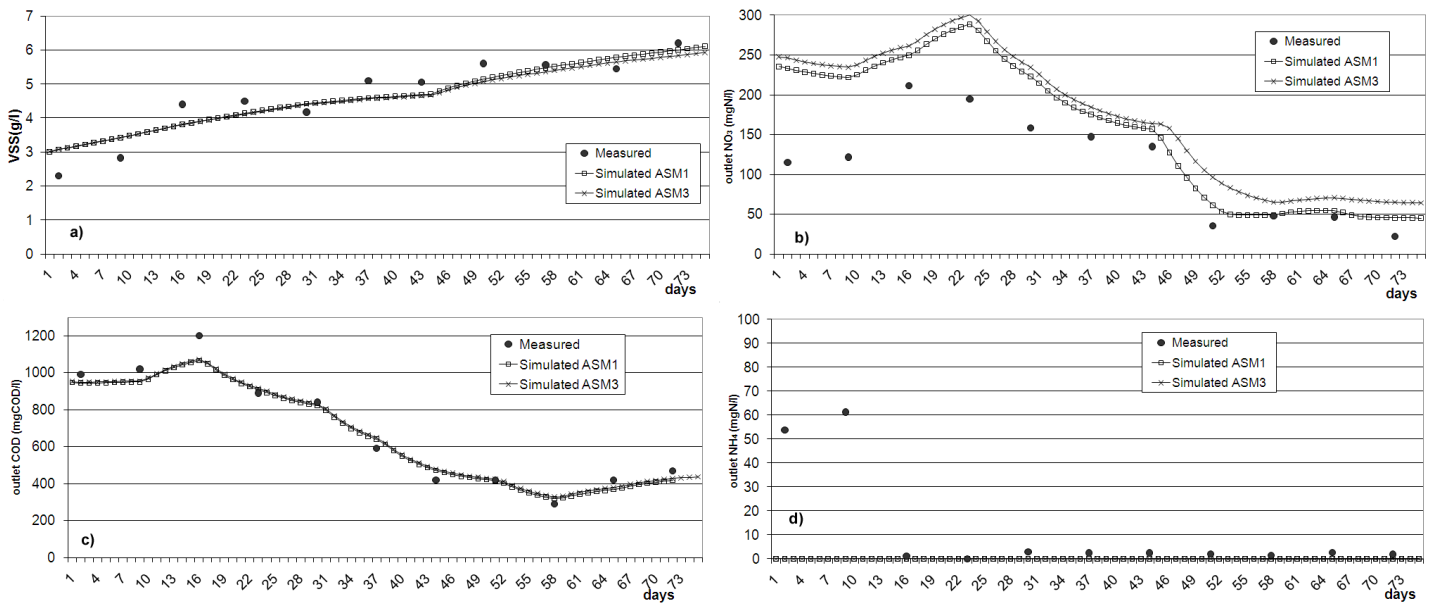 VSS(g/l)
7
6
5
4
3
2
1
0
Measured
Simulated ASM1
Simulated ASM3
a)
1 4 7 10 13 16 19 22 25 28 31 34 37 40 43 46 49 52 55 58 61 64 67 70 73
days
outlet NO₃ (mgN/l)
300
250
200
150
100
50
0
Measured
Simulated ASM1
Simulated ASM3
b)
1 4 7 10 13 16 19 22 25 28 31 34 37 40 43 46 49 52 55 58 61 64 67 70 73
days
outlet COD (mgCOD/l)
1200
1000
800
600
400
200
0
Measured
Simulated ASM1
Simulated ASM3
c)
1 4 7 10 13 16 19 22 25 28 31 34 37 40 43 46 49 52 55 58 61 64 67 70 73
days
outlet NH₄ (mgN/l)
100
90
80
70
60
50
40
30
20
10
0
Measured
Simulated ASM1
Simulated ASM3
d)
1 4 7 10 13 16 19 22 25 28 31 34 37 40 43 46 49 52 55 58 61 64 67 70 73
days